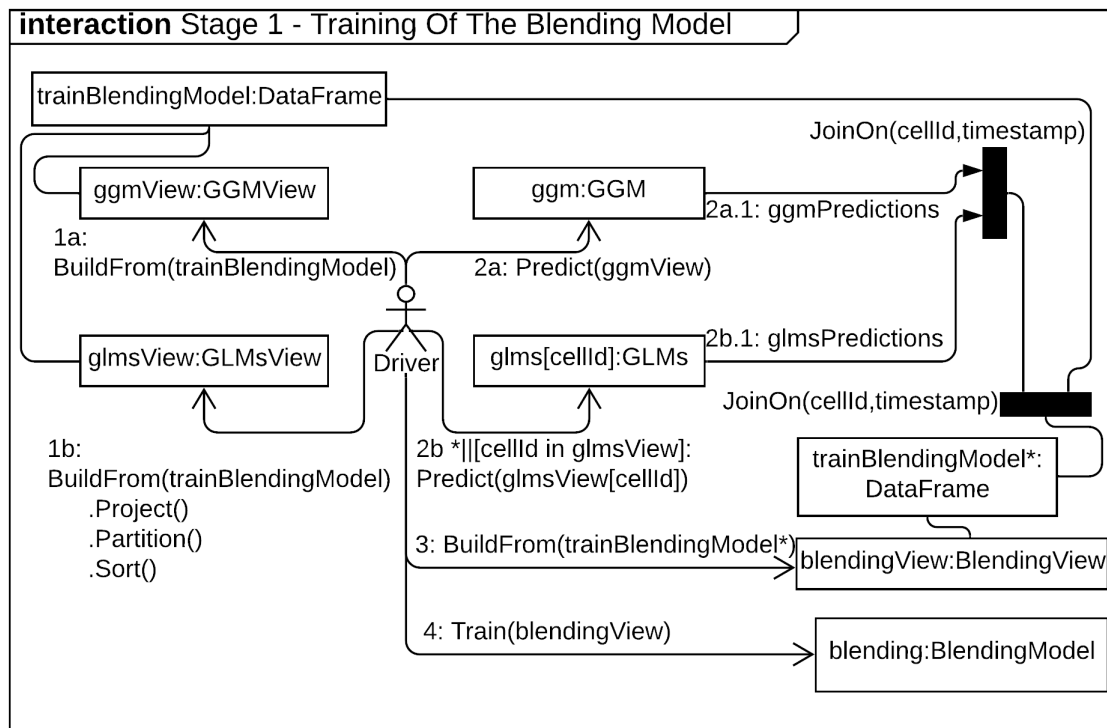 interaction Stage 1 - Training Of The Blending Model
trainBlendingModel:DataFrame
JoinOn(cellId,timestamp)
ggmView:GGMView
ggm:GGM
2a.1: ggmPredictions
1a:
BuildFrom(trainBlendingModel)
2a: Predict(ggmView)
Driver
glmsView:GLMsView
glms[cellId]:GLMs
2b.1: glmsPredictions
JoinOn(cellId,timestamp)
1b:
BuildFrom(trainBlendingModel)
.Project()
.Partition()
.Sort()
2b *||[cellId in glmsView]:
Predict(glmsView[cellId])
trainBlendingModel*:
DataFrame
3: BuildFrom(trainBlendingModel*)
blendingView:BlendingView
4: Train(blendingView)
blending:BlendingModel